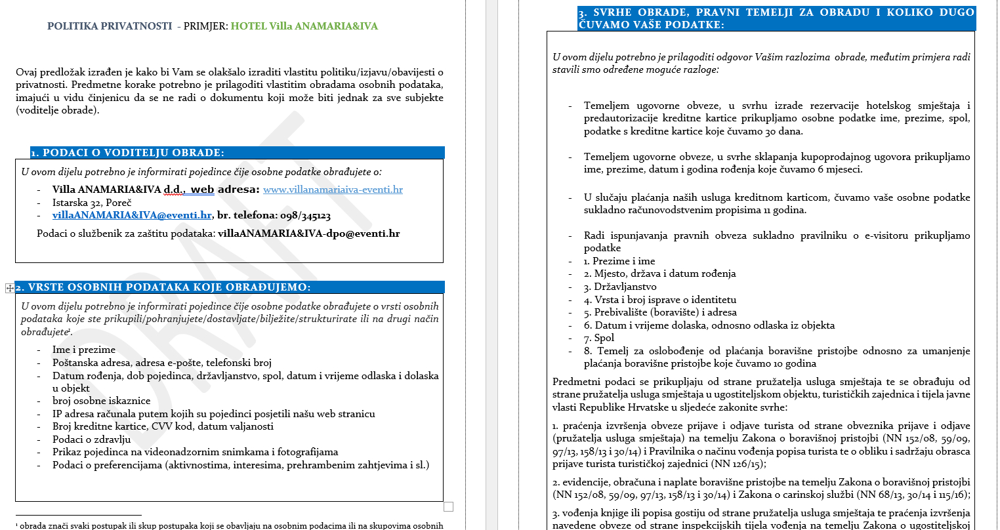 POLITIKA PRIVATNOSTI - PRIMJER: HOTEL Villa ANAMARIA&IVA
Ovaj predložak izrađen je kako bi Vam se olakšalo izraditi vlastitu politiku/izjavu/obavijesti o
privatnosti. Predmetne korake potrebno je prilagoditi vlastitim obradama osobnih podataka,
imajući u vidu činjenicu da se ne radi o dokumentu koji može biti jednak za sve subjekte
(voditelje obrade).
DRAFT
1. PODACI O VODITELJU OBRADE:
U ovom dijelu potrebno je informirati pojedince čije osobne podatke obrađujete o:
- Villa ANAMARIA&IVA d.d., web adresa: www.villanamariaiva-eventi.hr
- Istarska 32, Poreč
- villaANAMARIA&IVA@eventi.hr, br. telefona: 098/345123
Podaci o službenik za zaštitu podataka: villaANAMARIA&IVA-dpo@eventi.hr
2. VRSTE OSOBNIH PODATAKA KOJE OBRAĐUJEMO:
U ovom dijelu potrebno je informirati pojedince čije osobne podatke obrađujete o vrsti osobnih
podataka koje ste prikupili/pohranjujete/dostavljate/bilježite/strukturirate ili na drugi način
obrađujete¹.
- Ime i prezime
- Poštanska adresa, adresa e-pošte, telefonski broj
- Datum rođenja, dob pojedinca, državljanstvo, spol, datum i vrijeme odlaska i dolaska
u objekt
- broj osobne iskaznice
- IP adresa računala putem kojih su pojedinci posjetili našu web stranicu
- Broj kreditne kartice, CVV kod, datum valjanosti
- Podaci o zdravlju
- Prikaz pojedinca na videonadzornim snimkama i fotografijama
- Podaci o preferencijama (aktivnostima, interesima, prehrambenim zahtjevima i sl.)
¹ obrada znači svaki postupak ili skup postupaka koji se obavljaju na osobnim podacima ili na skupovima osobnih
3. SVRHE OBRADE, PRAVNI TEMELJI ZA OBRADU I KOLIKO DUGO
ČUVAMO VAŠE PODATKE:
U ovom dijelu potrebno je prilagoditi odgovor Vašim razlozima obrade, međutim primjera radi
stavili smo određene moguće razloge:
- Temeljem ugovorne obveze, u svrhu izrade rezervacije hotelskog smještaja i
predautorizacije kreditne kartice prikupljamo osobne podatke ime, prezime, spol,
podatke s kreditne kartice koje čuvamo 30 dana.
- Temeljem ugovorne obveze, u svrhe sklapanja kupoprodajnog ugovora prikupljamo
ime, prezime, datum i godina rođenja koje čuvamo 6 mjeseci.
- U slučaju plaćanja naših usluga kreditnom karticom, čuvamo vaše osobne podatke
sukladno računovodstvenim propisima 11 godina.
- Radi ispunjavanja pravnih obveza sukladno pravilniku o e-visitoru prikupljamo
podatke
- 1. Prezime i ime
- 2. Mjesto, država i datum rođenja
- 3. Državljanstvo
- 4. Vrsta i broj isprave o identitetu
- 5. Prebivalište (boravište) i adresa
- 6. Datum i vrijeme dolaska, odnosno odlaska iz objekta
- 7. Spol
- 8. Temelj za oslobođenje od plaćanja boravišne pristojbe odnosno za umanjenje
plaćanja boravišne pristojbe koje čuvamo 10 godina
Predmetni podaci se prikupljaju od strane pružatelja usluga smještaja te se obrađuju od
strane pružatelja usluga smještaja u ugostiteljskom objektu, turističkih zajednica i tijela javne
vlasti Republike Hrvatske u sljedeće zakonite svrhe:
1. praćenja izvršenja obveze prijave i odjave turista od strane obveznika prijave i odjave
(pružatelja usluga smještaja) na temelju Zakona o boravišnoj pristojbi (NN 152/08, 59/09,
97/13, 158/13 i 30/14) i Pravilnika o načinu vođenja popisa turista te o obliku i sadržaju obrasca
prijave turista turističkoj zajednici (NN 126/15);
2. evidencije, obračuna i naplate boravišne pristojbe na temelju Zakona o boravišnoj pristojbi
(NN 152/08, 59/09, 97/13, 158/13 i 30/14) i Zakona o carinskoj službi (NN 68/13, 30/14 i 115/16);
3. vođenja knjige ili popisa gostiju od strane pružatelja usluga smještaja te praćenja izvršenja
navedene obveze od strane inspekcijskih tijela vođenja na temelju Zakona o ugostiteljskoj